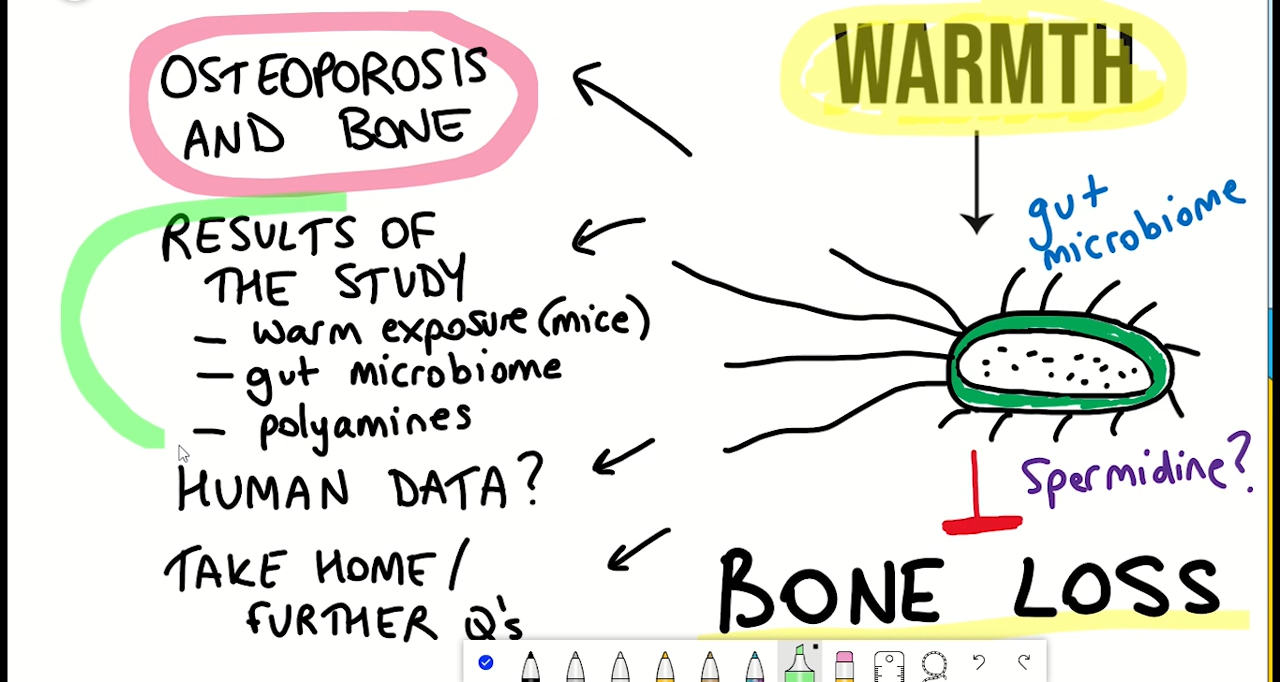 OSTEOPOROSIS
AND BONE
RESULTS OF
THE STUDY
- warm exposure (mice)
- gut microbiome
- polyamines
HUMAN DATA?
TAKE HOME/
FURTHER Q's
WARMTH
gut
microbiome
Spermidine?
BONE LOSS